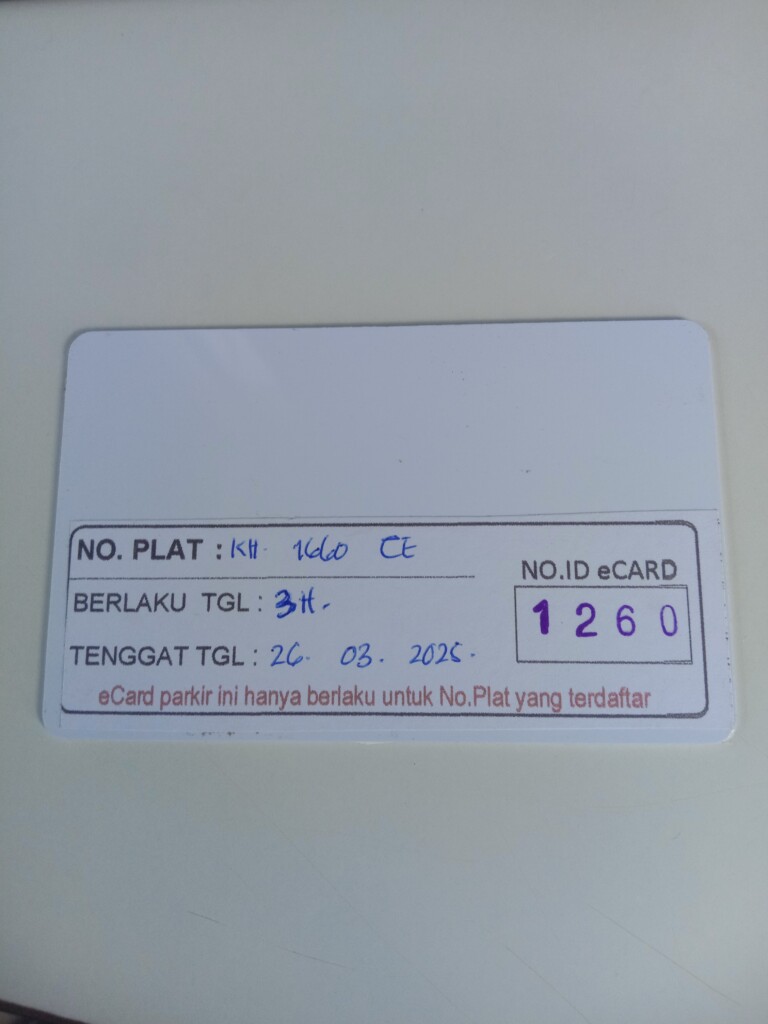 NO. PLAT : KH. 1660 CE
BERLAKU TGL : 3H.
TENGGAT TGL : 26. 03. 2025.
NO.ID eCARD
1260
eCard parkir ini hanya berlaku untuk No.Plat yang terdaftar